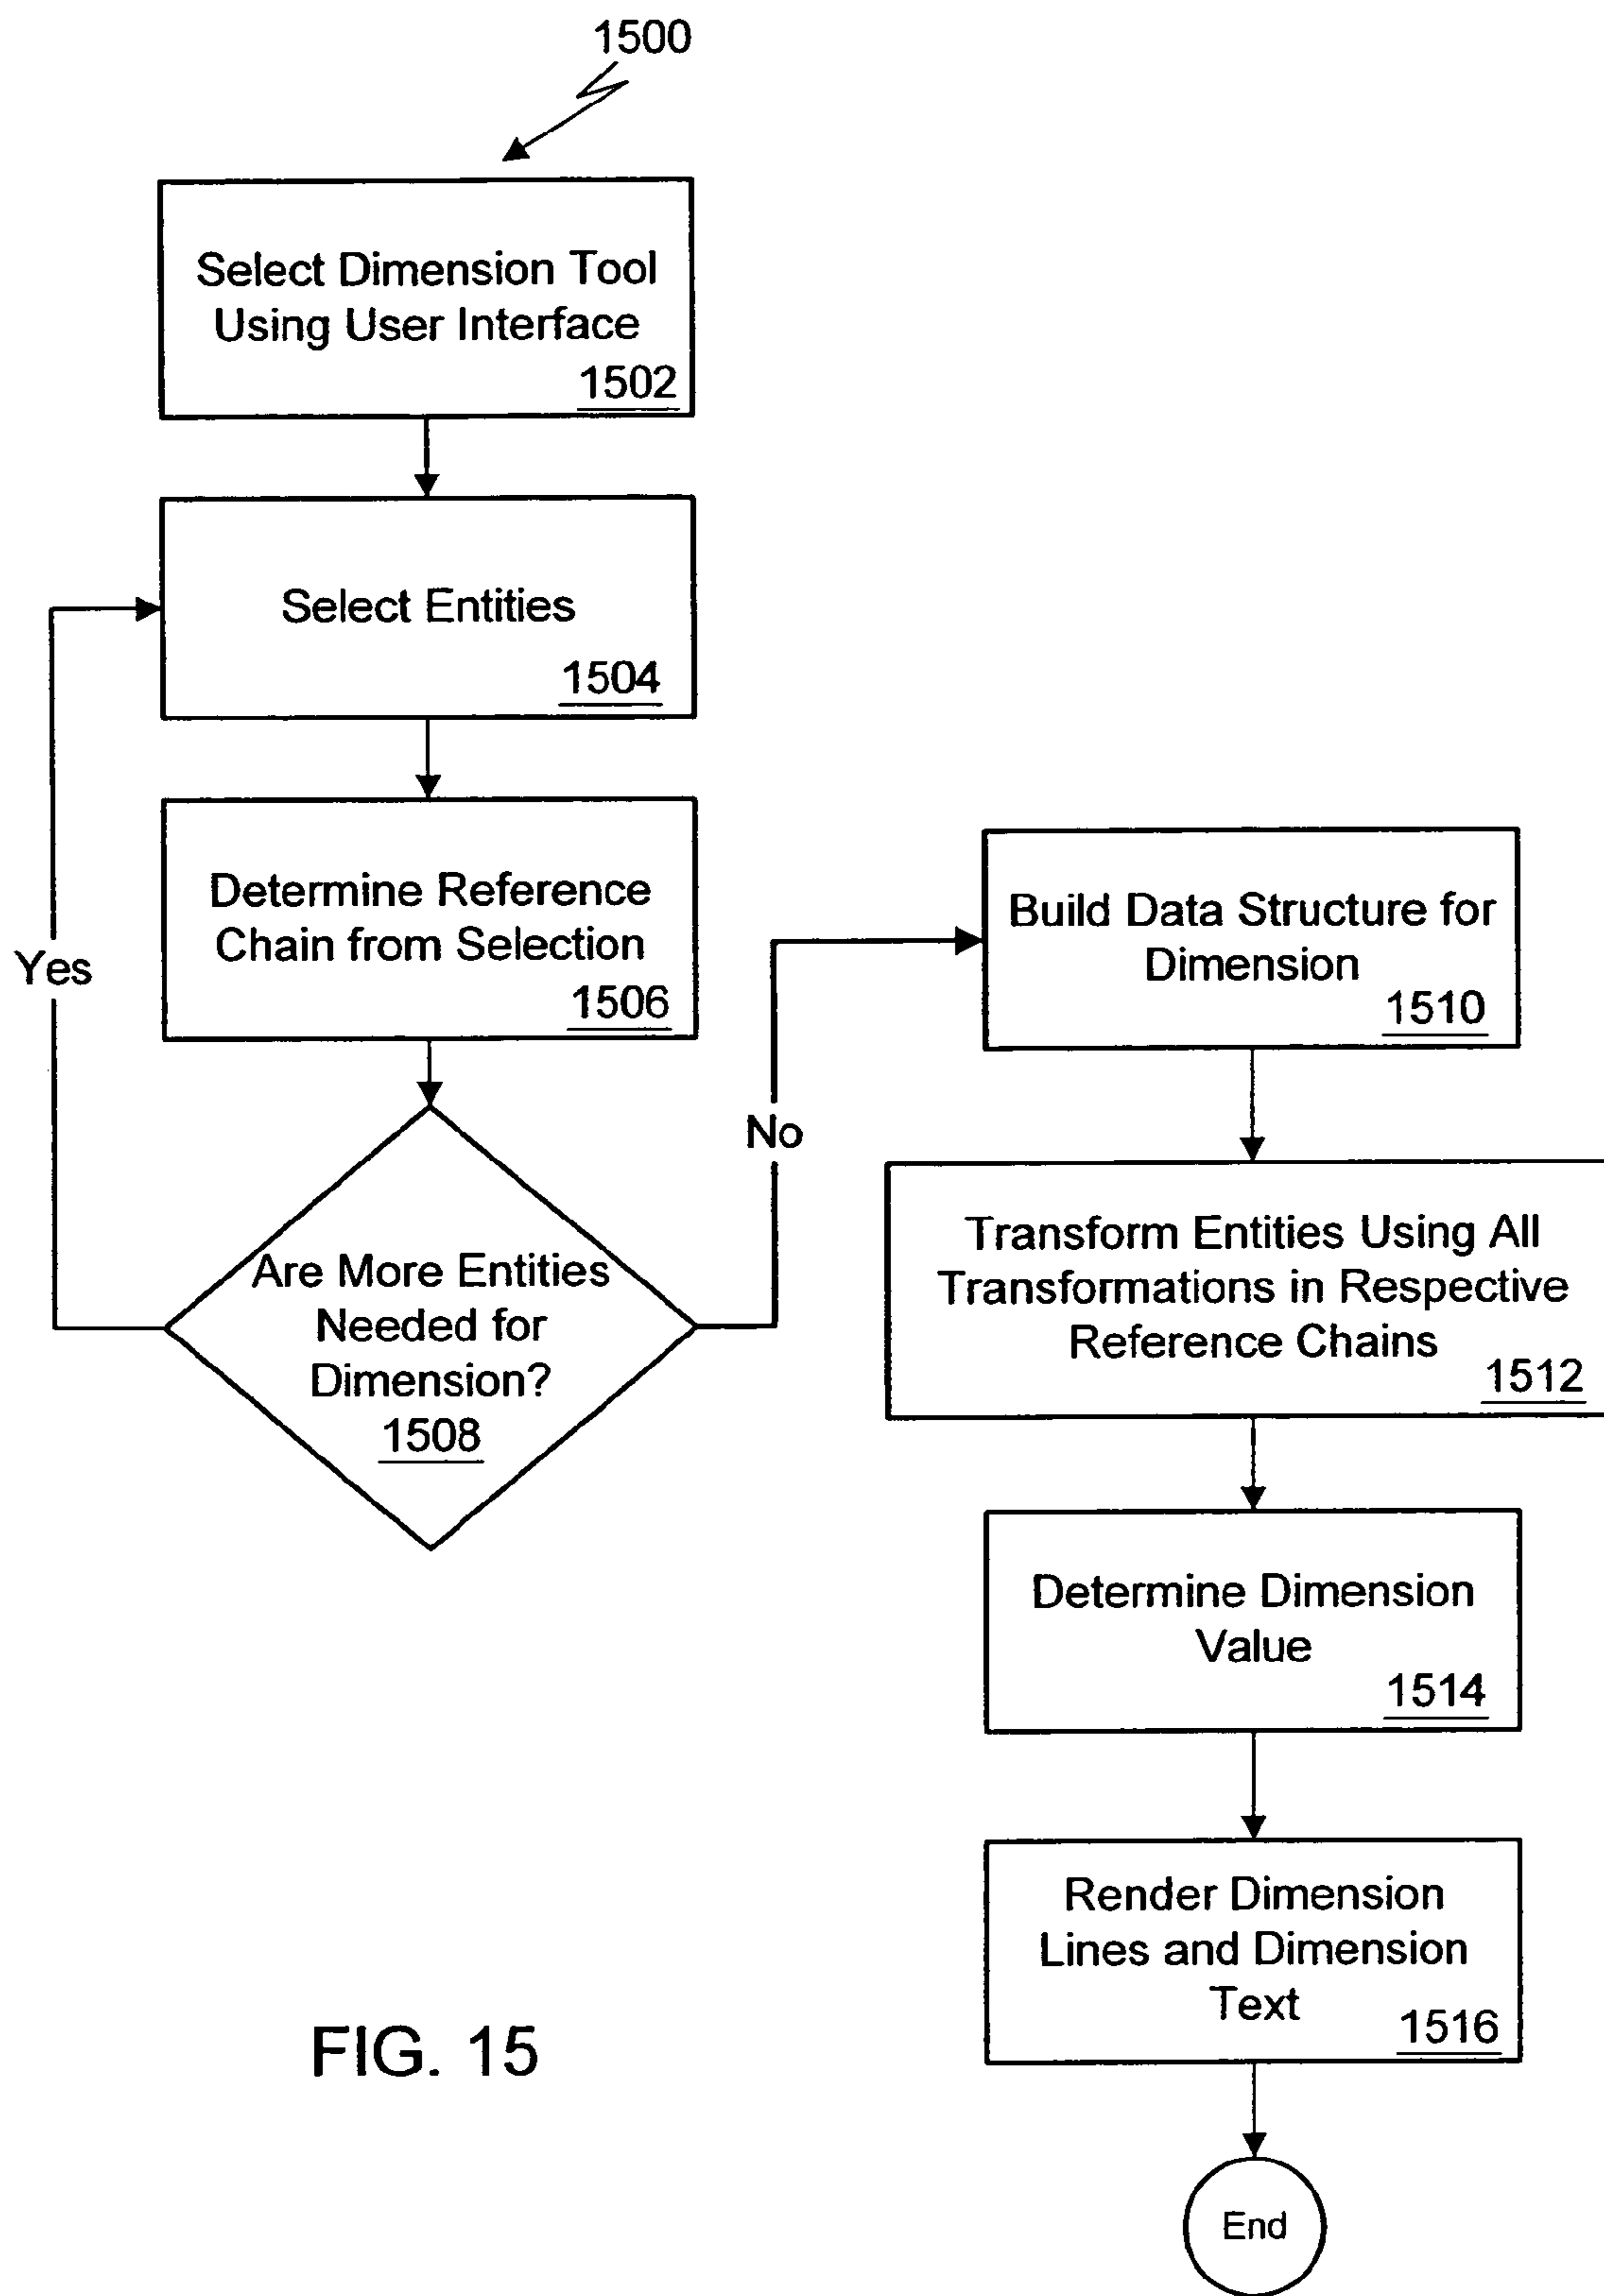 1500
Select Dimension Tool
Using User Interface
1502
Select Entities
1504
Determine Reference
Chain from Selection
1506
Yes
Are More Entities
Needed for
Dimension?
1508
No
Build Data Structure for
Dimension
1510
Transform Entities Using All
Transformations in Respective
Reference Chains
1512
Determine Dimension
Value
1514
Render Dimension
Lines and Dimension
Text
1516
End
FIG. 15